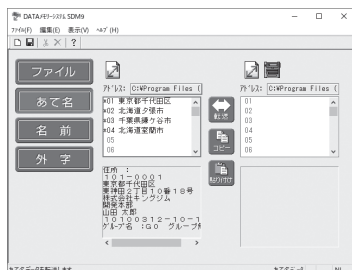 DATAﾒﾓﾘｰｼｽﾃﾑ SDM9
ﾌｧｲﾙ(F) 編集(E) 表示(V) ﾍﾙﾌﾟ(H)
ファイル
あて名
名 前
外 字
ｱﾄﾞﾚｽ: C:¥Program Files (
*01 東京都千代田区
*02 北海道夕張市
*03 千葉県鎌ケ谷市
*04 北海道室蘭市
05
06
転送
コピー
貼り付け
ｱﾄﾞﾚｽ: C:¥Program Files (
01
02
03
04
05
06
住所 :
101-0001
東京都千代田区
東神田2丁目10番18号
株式会社キングジム
開発本部
山田 太郎
10100312-10-1
ｸﾞﾙｰﾌﾟ名 :G0 グループ